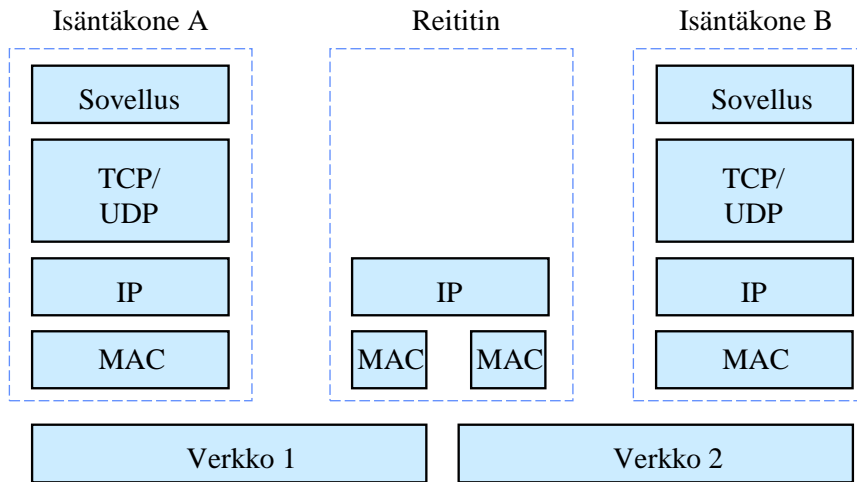 Isäntäkone A
Reititin
Isäntäkone B
Sovellus
Sovellus
TCP/
UDP
TCP/
UDP
IP
IP
IP
MAC
MAC
MAC
MAC
Verkko 1
Verkko 2